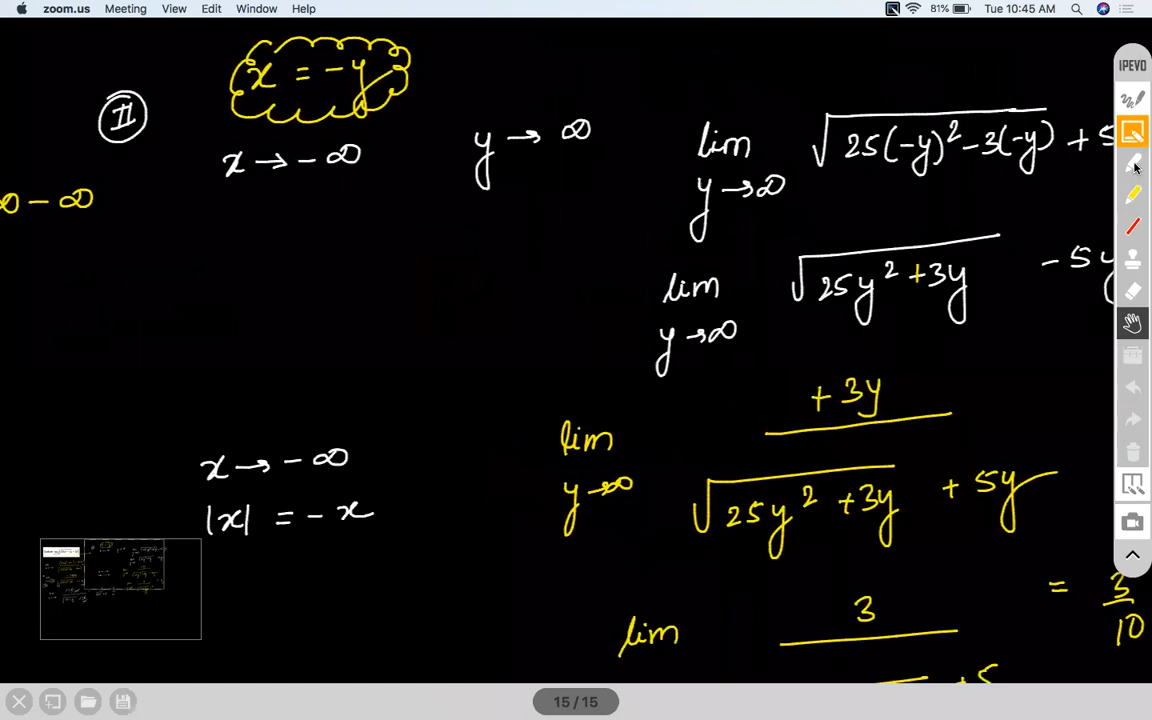 zoom.us Meeting View Edit Window Help 81% Tue 10:45 AM
IPEVO
II
x = -y
x → -∞
y → ∞
∞ - ∞
lim y→∞ √(25(-y)² - 3(-y)) + 5
lim y→∞ √(25y² + 3y) - 5y
lim y→∞ +3y / (√(25y² + 3y) + 5y)
x → -∞
|x| = -x
lim 3 / + 5
= 3/10
15 / 15